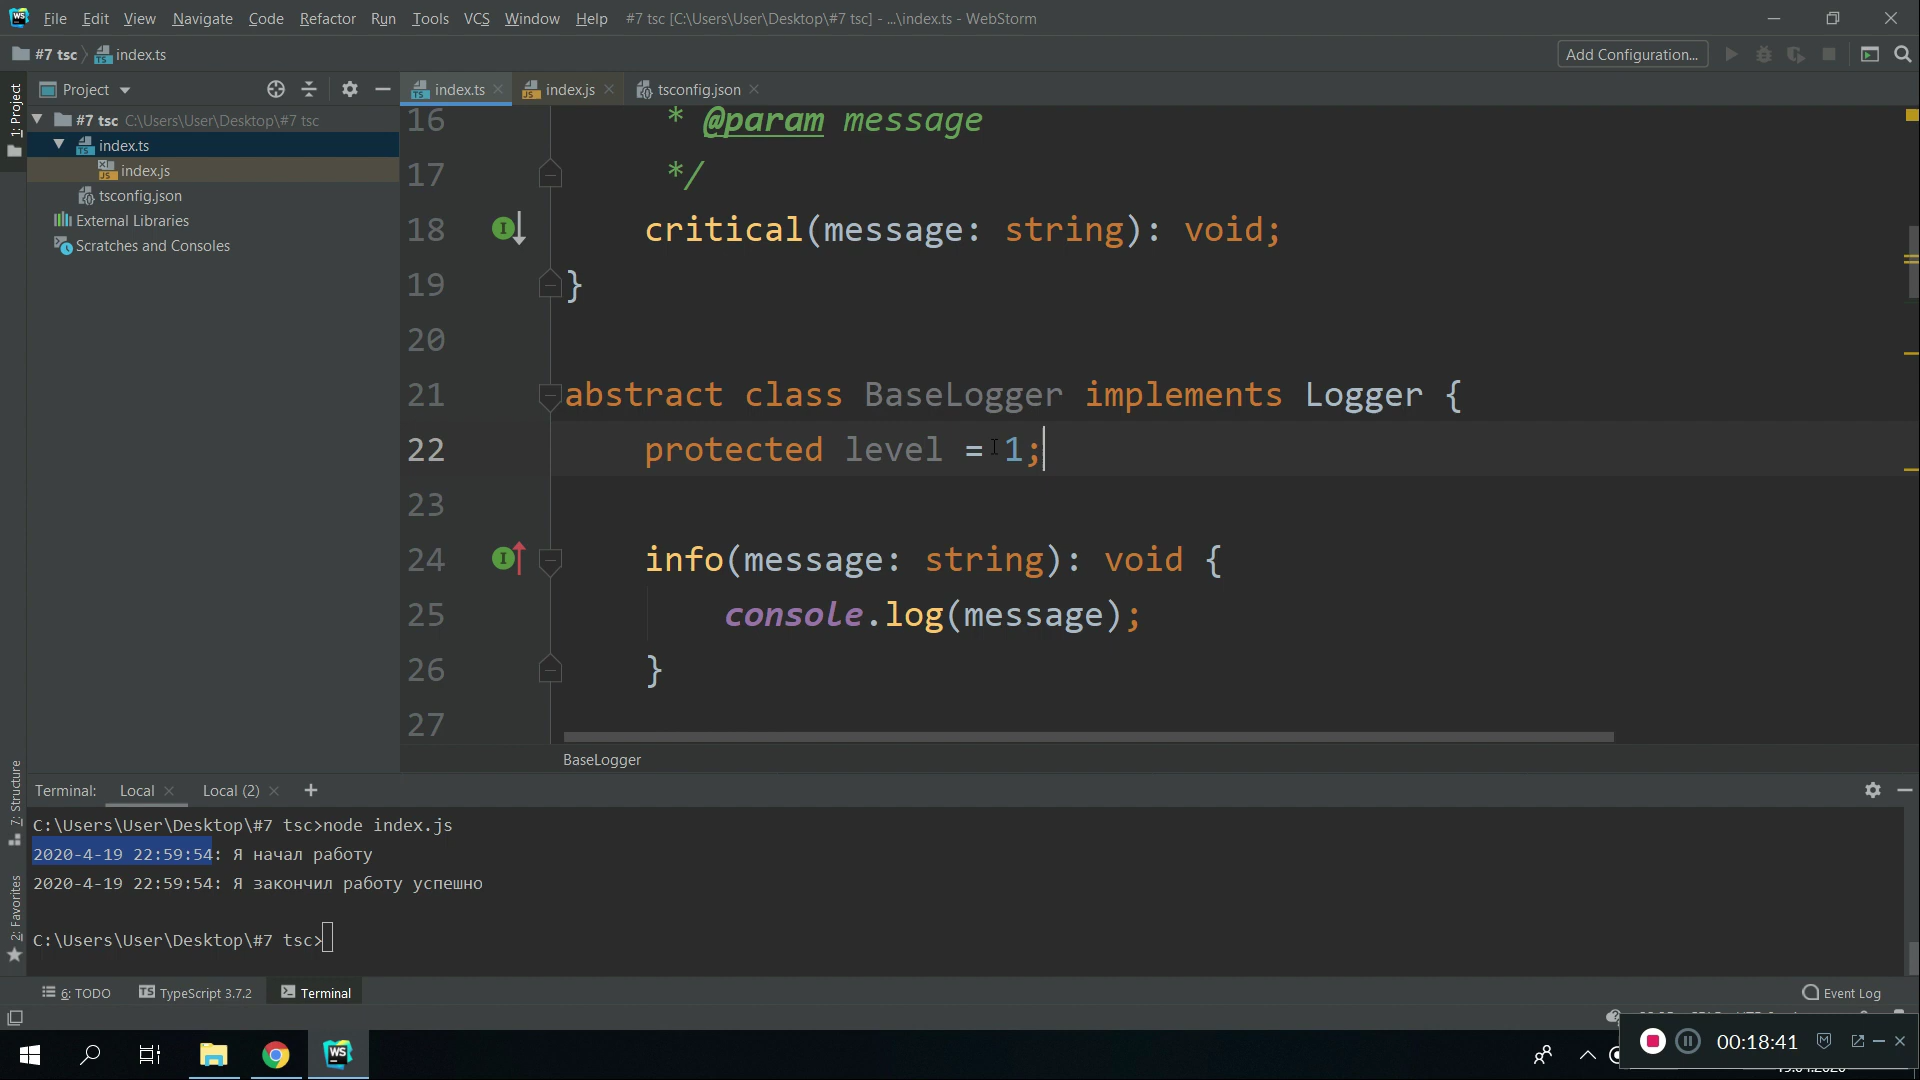 File Edit View Navigate Code Refactor Run Tools VCS Window Help #7 tsc [C:\Users\User\Desktop\#7 tsc] - ...\index.ts - WebStorm
#7 tsc index.ts Add Configuration...
1: Project
Project index.ts index.js tsconfig.json
#7 tsc C:\Users\User\Desktop\#7 tsc
index.ts
index.js
tsconfig.json
External Libraries
Scratches and Consoles
16 * @param message
17 */
18 critical(message: string): void;
19 }
20
21 abstract class BaseLogger implements Logger {
22 protected level = 1;
23
24 info(message: string): void {
25 console.log(message);
26 }
27
BaseLogger
7: Structure
2: Favorites
Terminal: Local Local (2) +
C:\Users\User\Desktop\#7 tsc>node index.js
2020-4-19 22:59:54: Я начал работу
2020-4-19 22:59:54: Я закончил работу успешно
C:\Users\User\Desktop\#7 tsc>
6: TODO TypeScript 3.7.2 Terminal Event Log
00:18:41